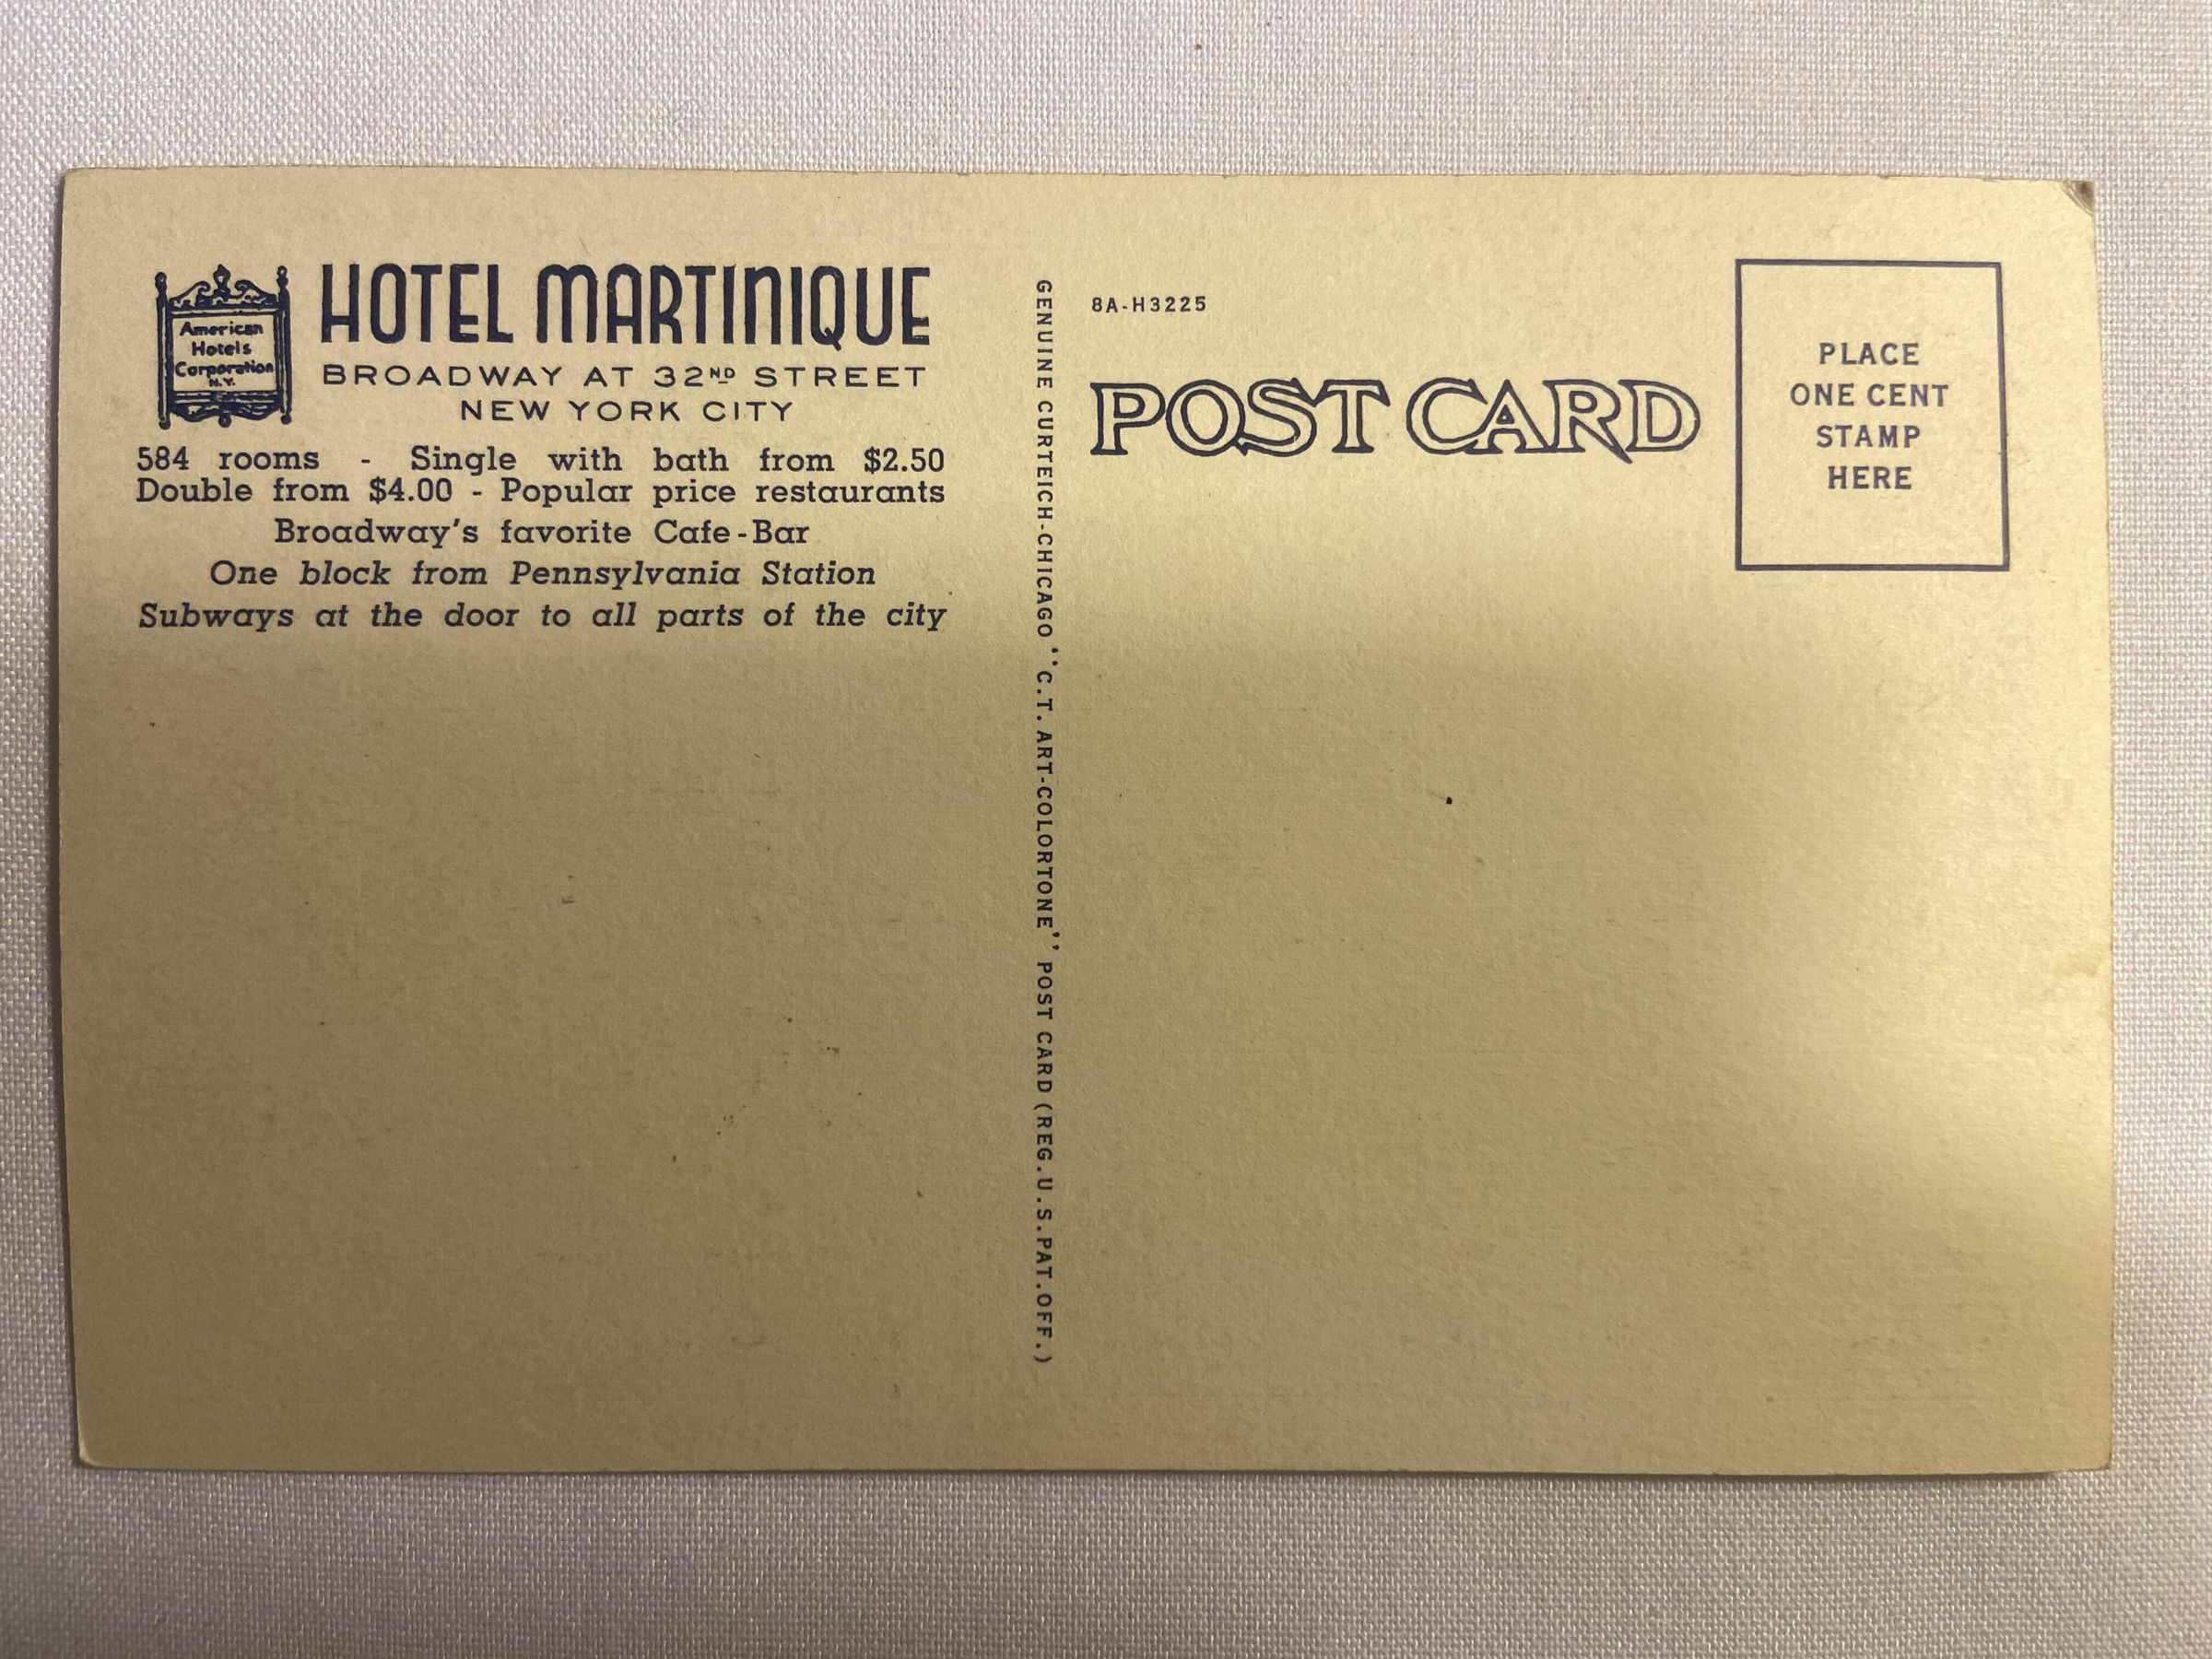 American
Hotels
Corporation
N.Y.
HOTEL MARTINIQUE
BROADWAY AT 32ND STREET
NEW YORK CITY
584 rooms - Single with bath from $2.50
Double from $4.00 - Popular price restaurants
Broadway's favorite Cafe-Bar
One block from Pennsylvania Station
Subways at the door to all parts of the city
GENUINE CURTEICH-CHICAGO "C.T. ART-COLORTONE" POST CARD (REG. U.S. PAT. OFF.)
8A-H3225
POST CARD
PLACE
ONE CENT
STAMP
HERE